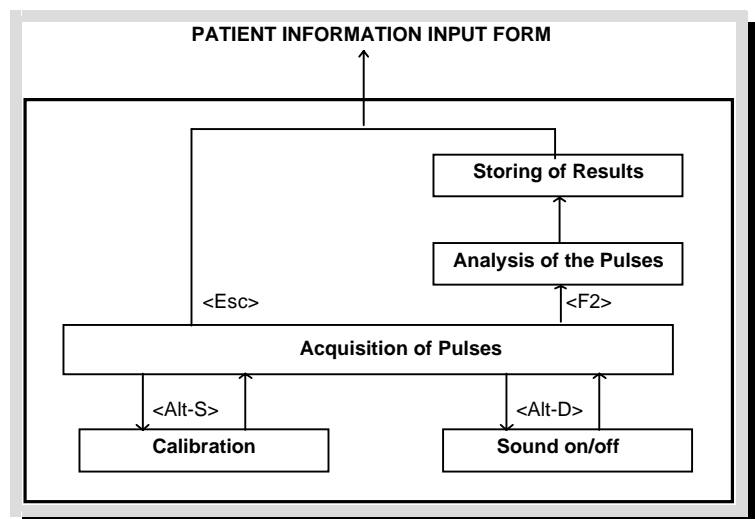 PATIENT INFORMATION INPUT FORM
Storing of Results
Analysis of the Pulses
<Esc>
<F2>
Acquisition of Pulses
<Alt-S>
<Alt-D>
Calibration
Sound on/off